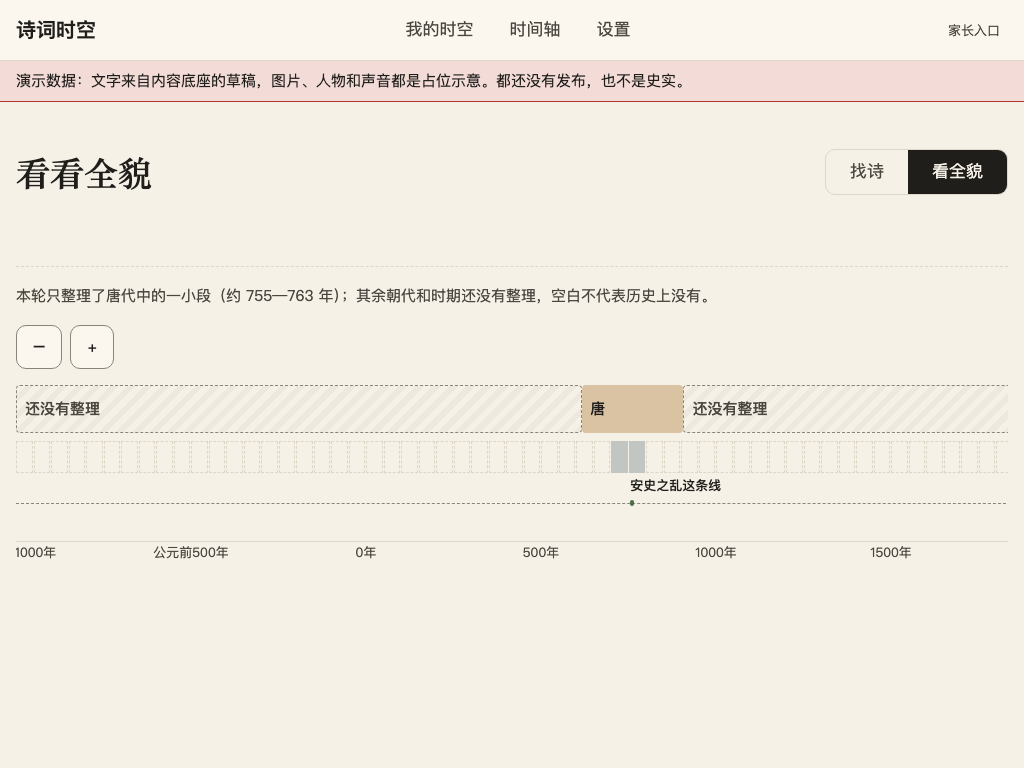 诗词时空
我的时空
时间轴
设置
家长入口
演示数据：文字来自内容底座的草稿，图片、人物和声音都是占位示意。都还没有发布，也不是史实。
看看全貌
找诗
看全貌
本轮只整理了唐代中的一小段（约 755—763 年）；其余朝代和时期还没有整理，空白不代表历史上没有。
−
+
还没有整理
唐
还没有整理
安史之乱这条线
1000年
公元前500年
0年
500年
1000年
1500年